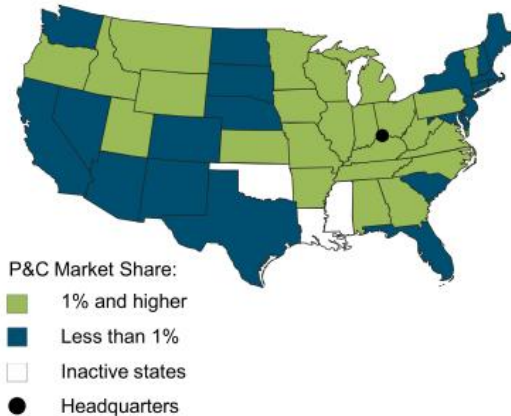 P&C Market Share:
1% and higher
Less than 1%
Inactive states
Headquarters